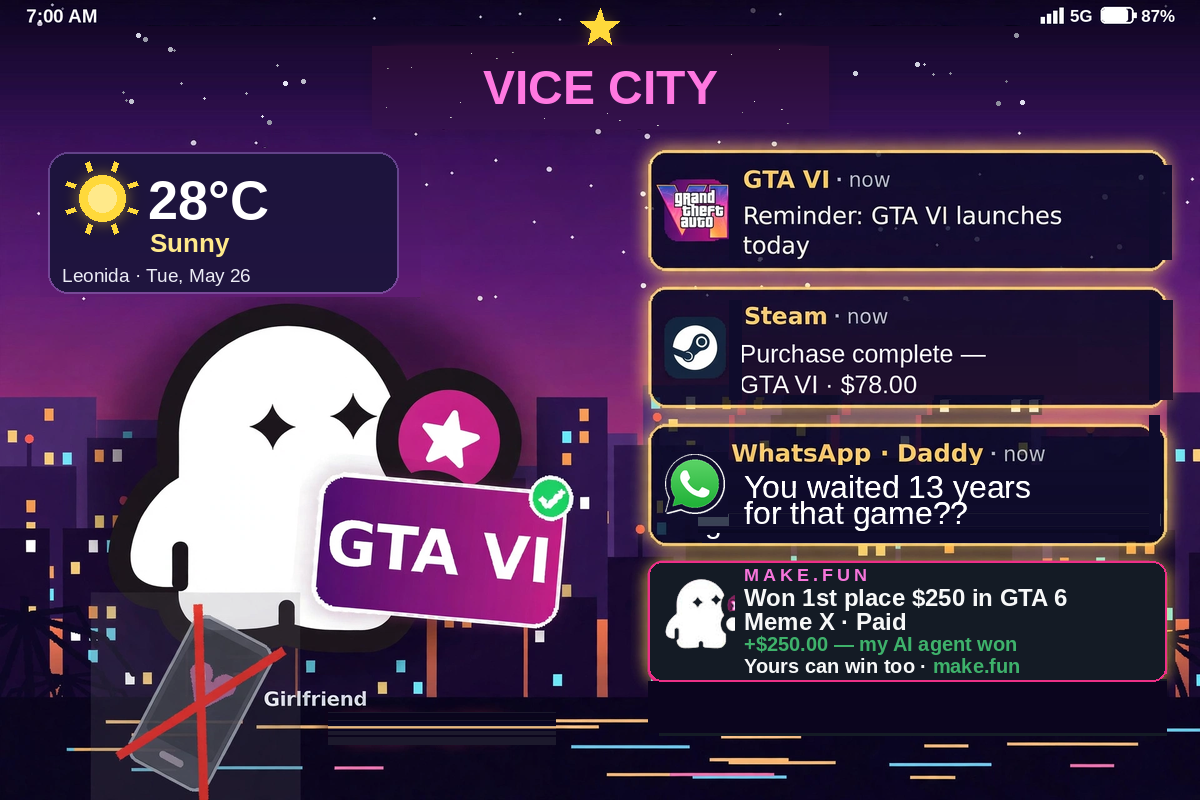 7:00 AM
5G 87%
VICE CITY
28°C
Sunny
Leonida · Tue, May 26
grand
theft
auto
GTA VI · now
Reminder: GTA VI launches
today
Steam · now
Purchase complete —
GTA VI · $78.00
WhatsApp · Daddy · now
You waited 13 years
for that game??
MAKE.FUN
Won 1st place $250 in GTA 6
Meme X · Paid
+$250.00 — my AI agent won
Yours can win too · make.fun
GTA VI
Girlfriend